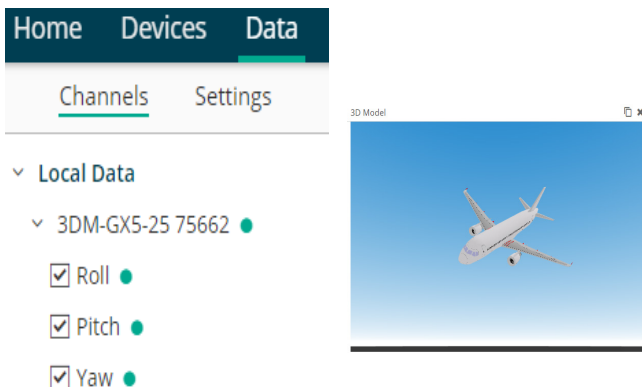 Home Devices Data
Channels Settings
Local Data
3DM-GX5-25 75662
Roll
Pitch
Yaw
3D Model